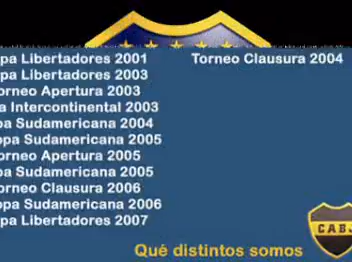 pa Libertadores 2001
Torneo Clausura 2004
pa Libertadores 2003
orneo Apertura 2003
a Intercontinental 2003
pa Sudamericana 2004
opa Sudamericana 2005
orneo Apertura 2005
pa Sudamericana 2005
orneo Clausura 2006
opa Sudamericana 2006
pa Libertadores 2007
Qué distintos somos
CABJ